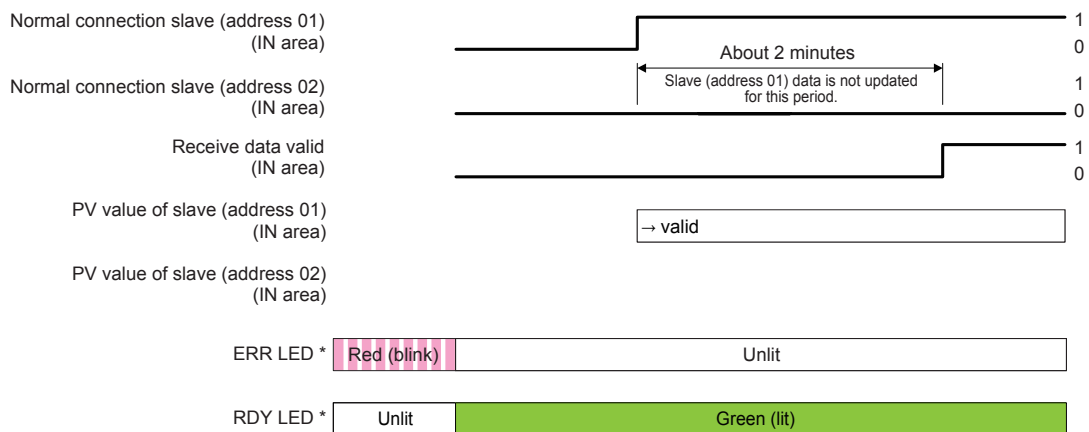 Normal connection slave (address 01)
(IN area)
1
0
About 2 minutes
Slave (address 01) data is not updated
for this period.
Normal connection slave (address 02)
(IN area)
1
0
Receive data valid
(IN area)
1
0
PV value of slave (address 01)
(IN area)
→ valid
PV value of slave (address 02)
(IN area)
ERR LED *
Red (blink)
Unlit
RDY LED *
Unlit
Green (lit)